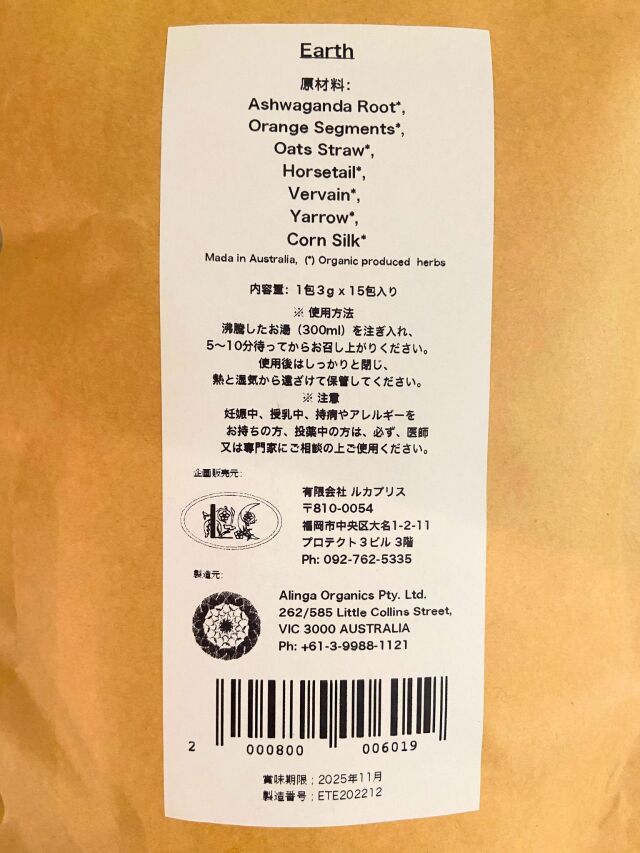 Earth
原材料:
Ashwaganda Root*,
Orange Segments*,
Oats Straw*,
Horsetail*,
Vervain*,
Yarrow*,
Corn Silk*
Made in Australia, (*) Organic produced herbs
内容量: 1包3g x 15包入り
※ 使用方法
沸騰したお湯（300ml）を注ぎ入れ、
5〜10分待ってからお召し上がりください。
使用後はしっかりと閉じ、
熱と湿気から遠ざけて保管してください。
※ 注意
妊娠中、授乳中、持病やアレルギーを
お持ちの方、投薬中の方は、必ず、医師
又は専門家にご相談の上ご使用ください。
企画販売元:
有限会社 ルカプリス
〒810-0054
福岡市中央区大名1-2-11
プロテクト3ビル 3階
Ph: 092-762-5335
製造元:
Alinga Organics Pty. Ltd.
262/585 Little Collins Street,
VIC 3000 AUSTRALIA
Ph: +61-3-9988-1121
2 000800 006019
賞味期限 ; 2025年11月
製造番号 ; ETE202212